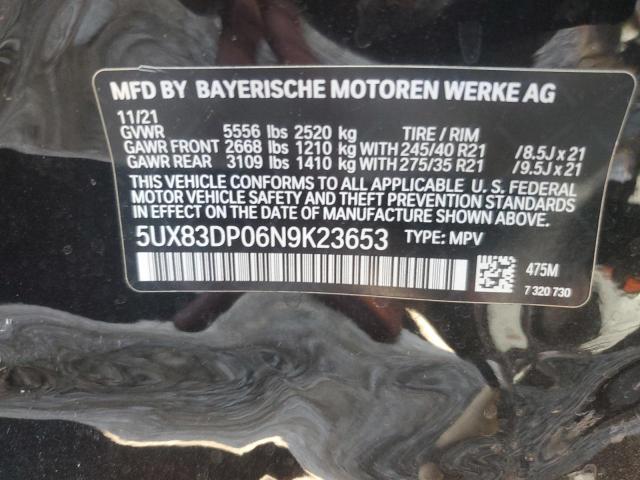 MFD BY BAYERISCHE MOTOREN WERKE AG
11/21
GVWR 5556 lbs 2520 kg TIRE / RIM
GAWR FRONT 2668 lbs 1210 kg WITH 245/40 R21 /8.5J x 21
GAWR REAR 3109 lbs 1410 kg WITH 275/35 R21 /9.5J x 21
THIS VEHICLE CONFORMS TO ALL APPLICABLE U. S. FEDERAL
MOTOR VEHICLE SAFETY AND THEFT PREVENTION STANDARDS
IN EFFECT ON THE DATE OF MANUFACTURE SHOWN ABOVE.
5UX83DP06N9K23653 TYPE: MPV
475M
7 320 730